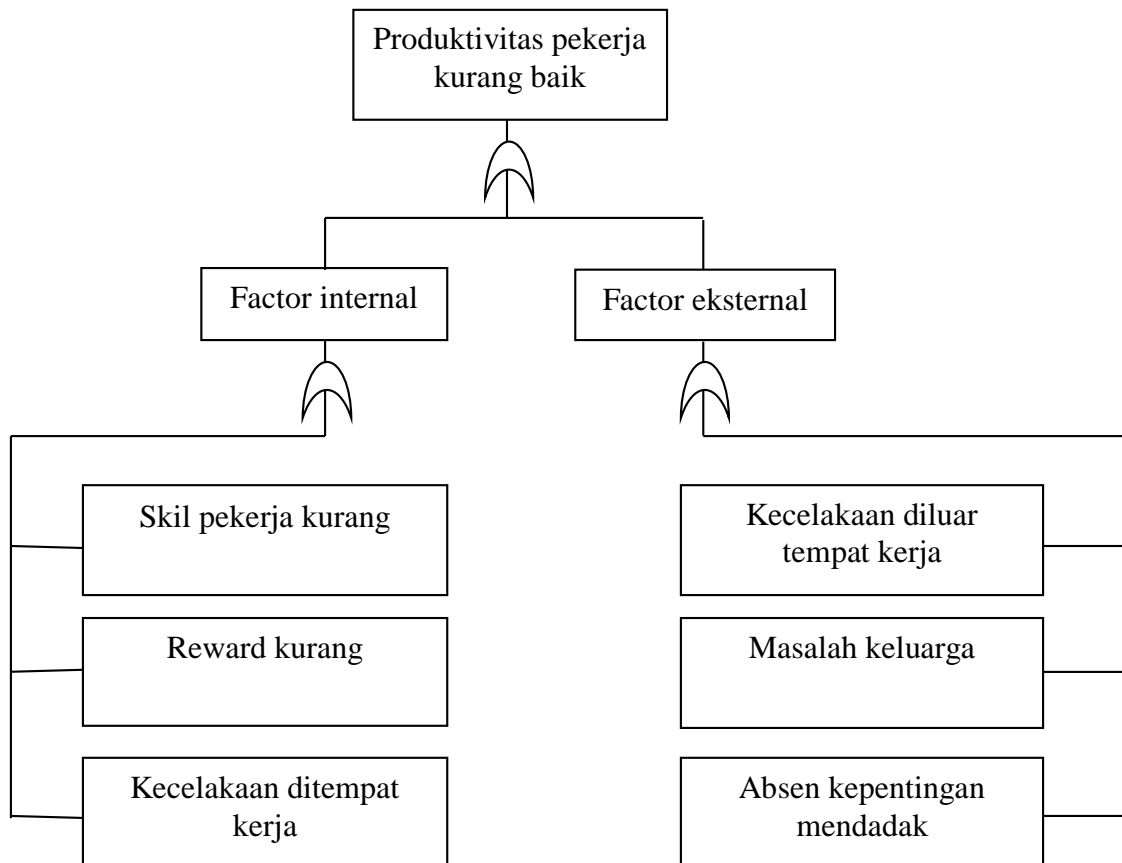 Produktivitas pekerja
kurang baik
Factor internal
Factor eksternal
Skil pekerja kurang
Reward kurang
Kecelakaan ditempat
kerja
Kecelakaan diluar
tempat kerja
Masalah keluarga
Absen kepentingan
mendadak